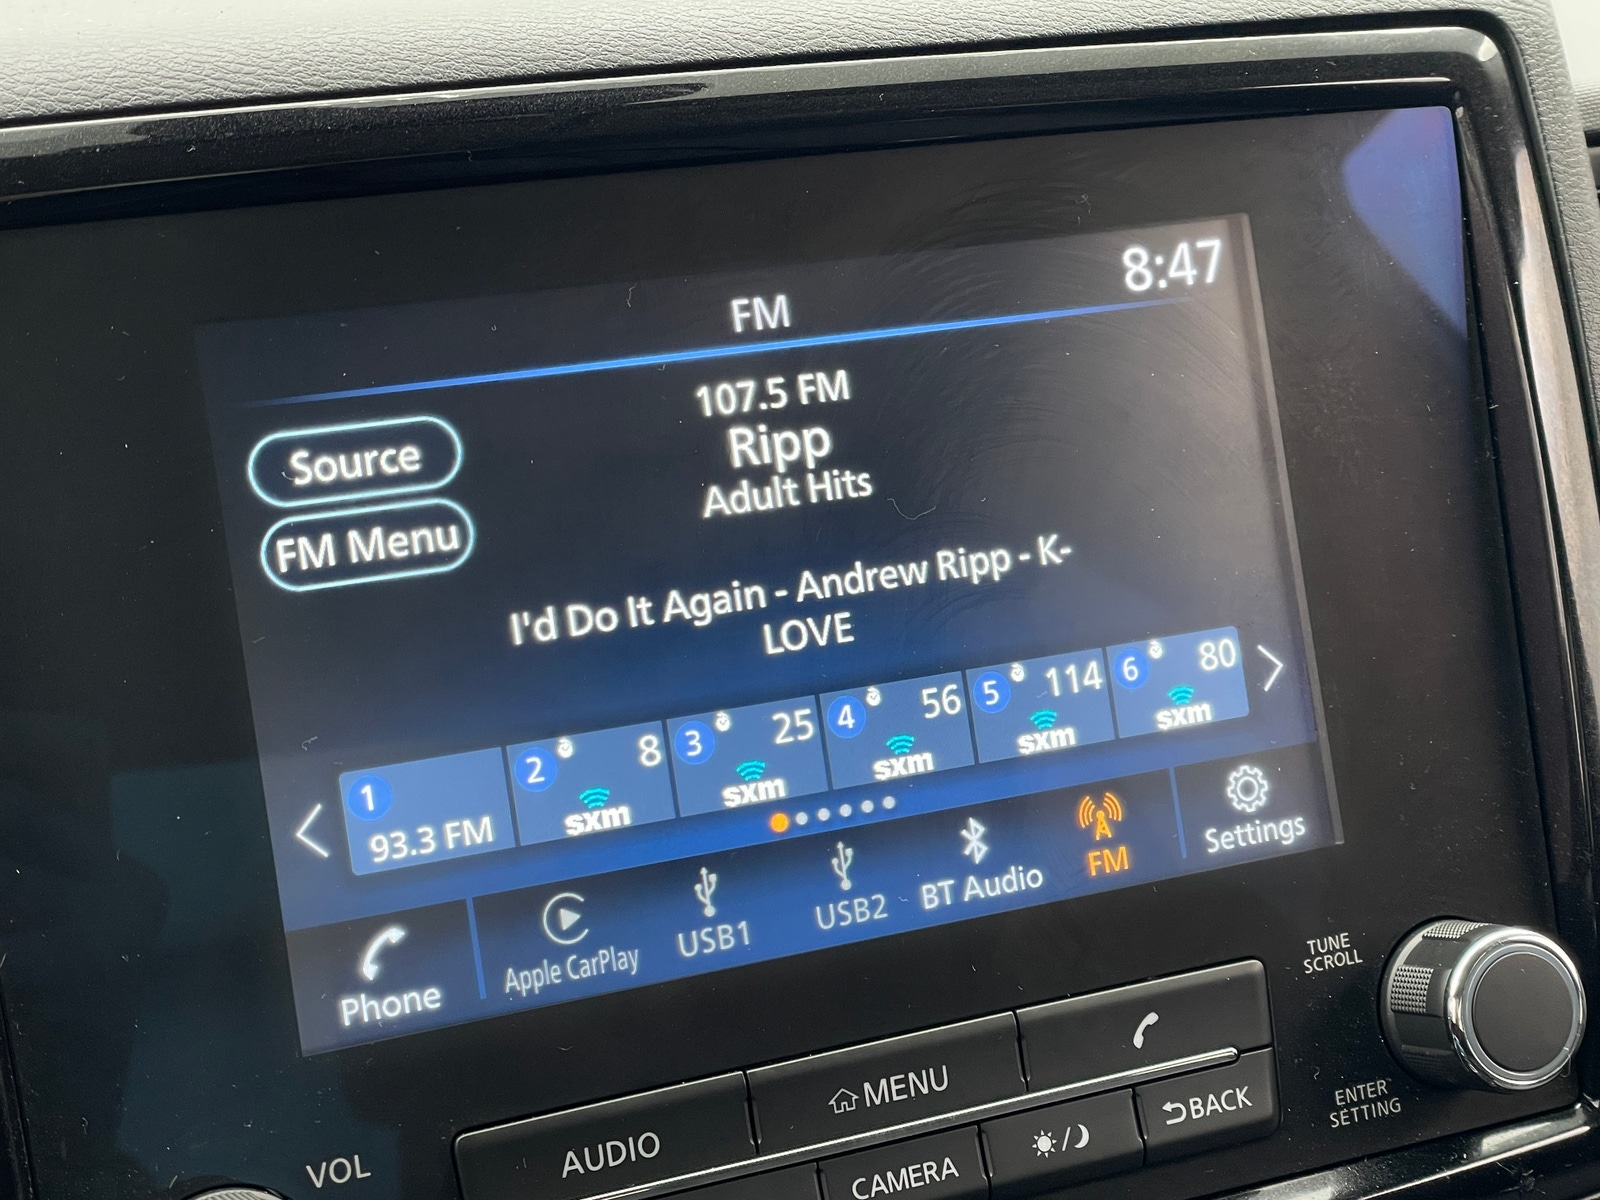 8:47
FM
107.5 FM
Ripp
Adult Hits
Source
FM Menu
I'd Do It Again - Andrew Ripp - K-
LOVE
1 93.3 FM
2 8 sxm
3 25 sxm
4 56 sxm
5 114 sxm
6 80 sxm
Phone
Apple CarPlay
USB1
USB2
BT Audio
FM
Settings
TUNE
SCROLL
ENTER
SETTING
VOL
AUDIO
MENU
CAMERA
BACK